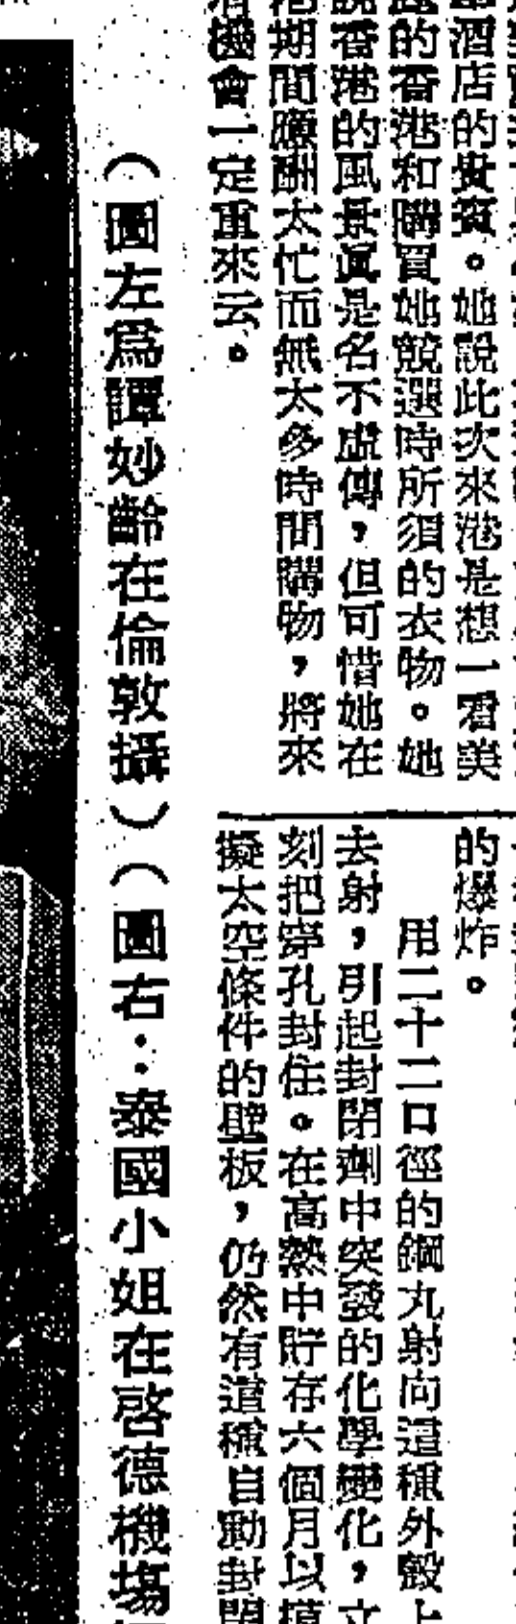 酒店的貴賓。她說此次來港是想一看美
的香港和購買她競選時所須的衣物。她
香港的風景眞是名不虛傳，但可惜她在
期間應酬太忙而無太多時間購物，將來
機會一定重來云。
的爆炸。
用二十二口徑的鋼丸射向這種外殼上
去射，引起封閉劑中突發的化學變化，立
刻把穿孔封住。在高熱中貯存六個月以摸
擬太空條件的壁板，仍然有這種自動封閉
（圖左爲譚妙齡在倫敦攝）（圖右：泰國小姐在啓德機塲